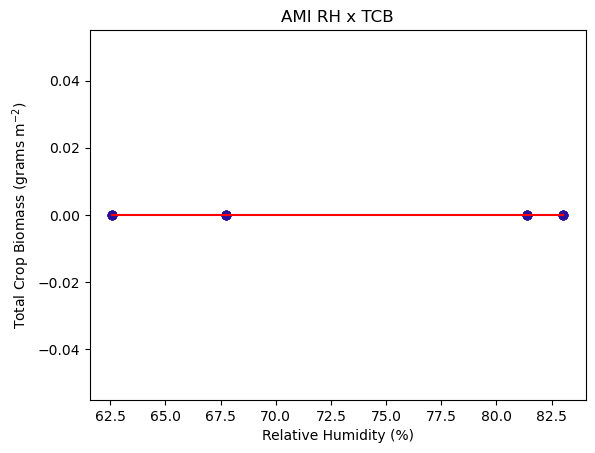 AMI RH x TCB
Total Crop Biomass (grams m⁻²)
0.04
0.02
0.00
−0.02
−0.04
62.5 65.0 67.5 70.0 72.5 75.0 77.5 80.0 82.5
Relative Humidity (%)